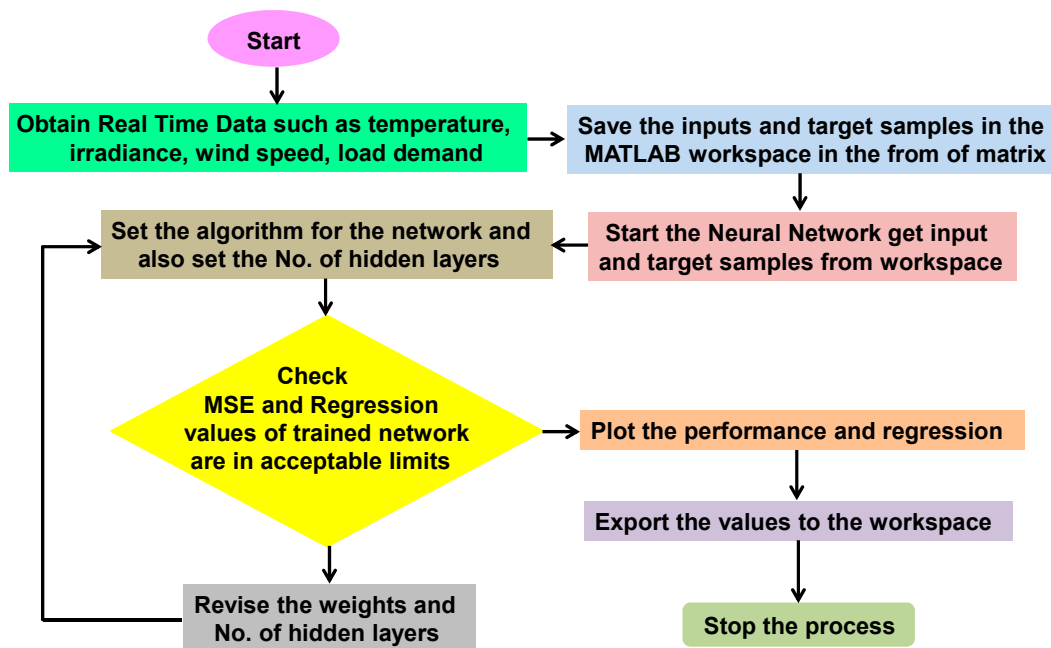 Start
Obtain Real Time Data such as temperature,
irradiance, wind speed, load demand
Save the inputs and target samples in the
MATLAB workspace in the from of matrix
Start the Neural Network get input
and target samples from workspace
Set the algorithm for the network and
also set the No. of hidden layers
Check
MSE and Regression
values of trained network
are in acceptable limits
Plot the performance and regression
Export the values to the workspace
Stop the process
Revise the weights and
No. of hidden layers